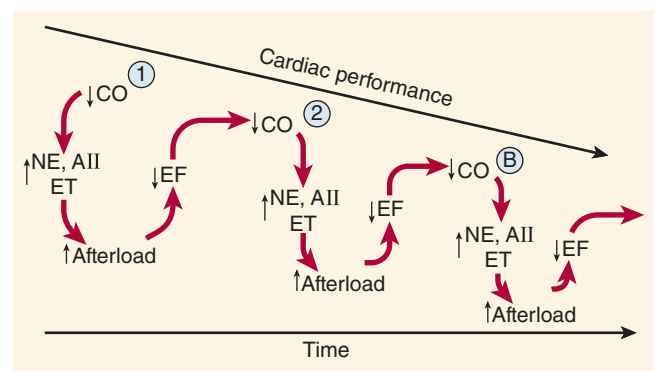 Cardiac performance
↓CO
1
↑NE, AII
ET
↑Afterload
↓EF
↓CO
2
↑NE, AII
ET
↑Afterload
↓EF
↓CO
B
↑NE, AII
ET
↑Afterload
↓EF
Time